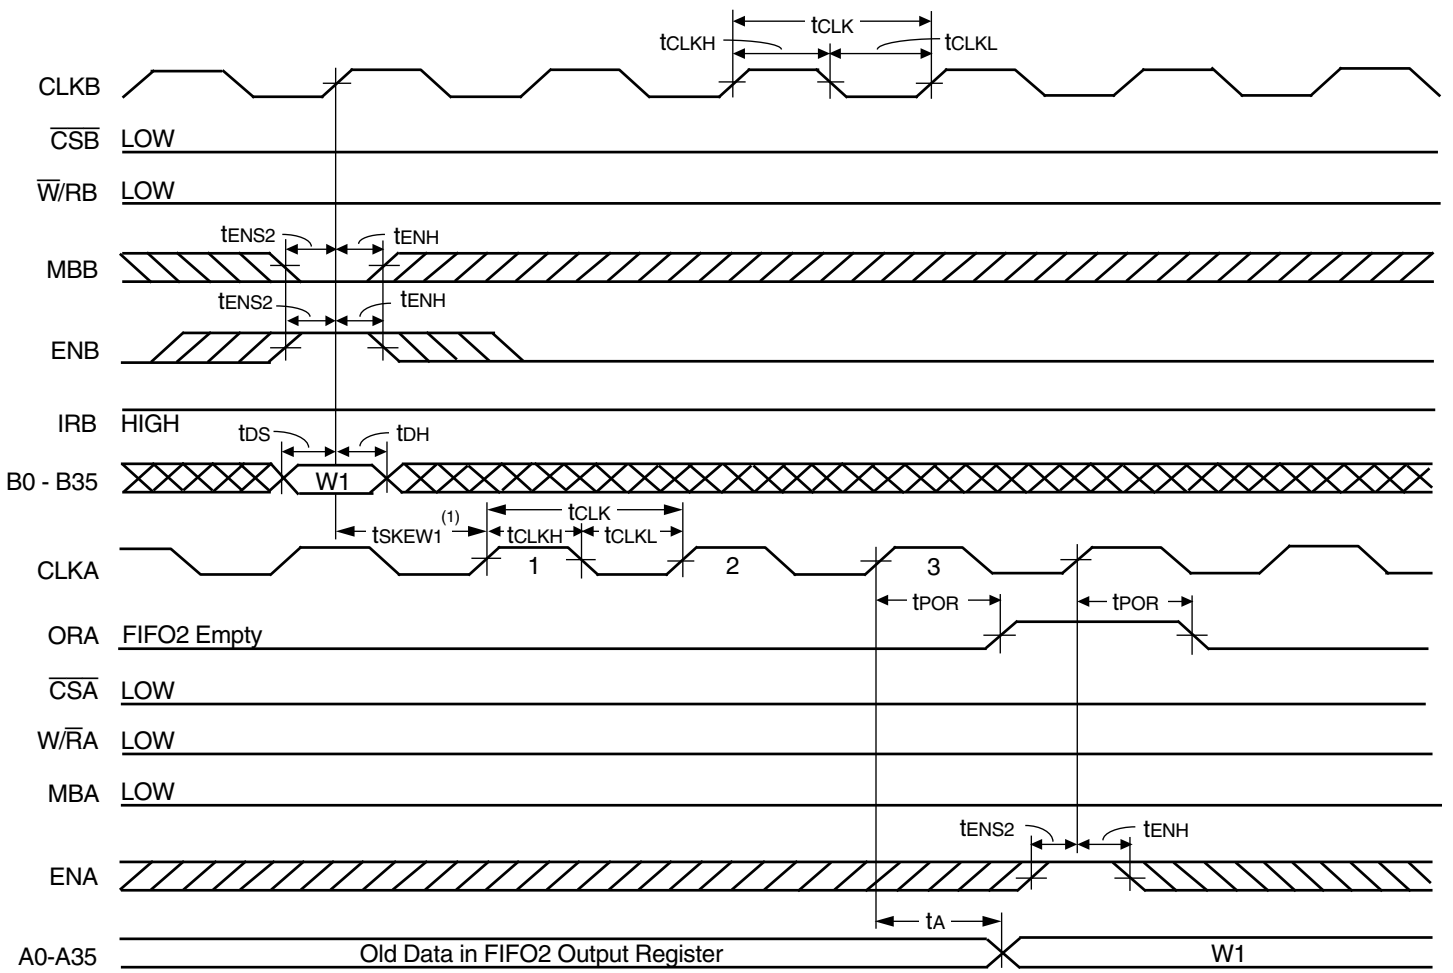 tCLK
tCLKH tCLKL
CLKB
CSB LOW
W/RB LOW
tENS2 tENH
MBB
tENS2 tENH
ENB
IRB HIGH
tDS tDH
B0 - B35 W1
tSKEW1 (1) tCLK
tCLKH tCLKL
CLKA 1 2 3
tPOR tPOR
ORA FIFO2 Empty
CSA LOW
W/RA LOW
MBA LOW
tENS2 tENH
ENA
tA
A0-A35 Old Data in FIFO2 Output Register W1